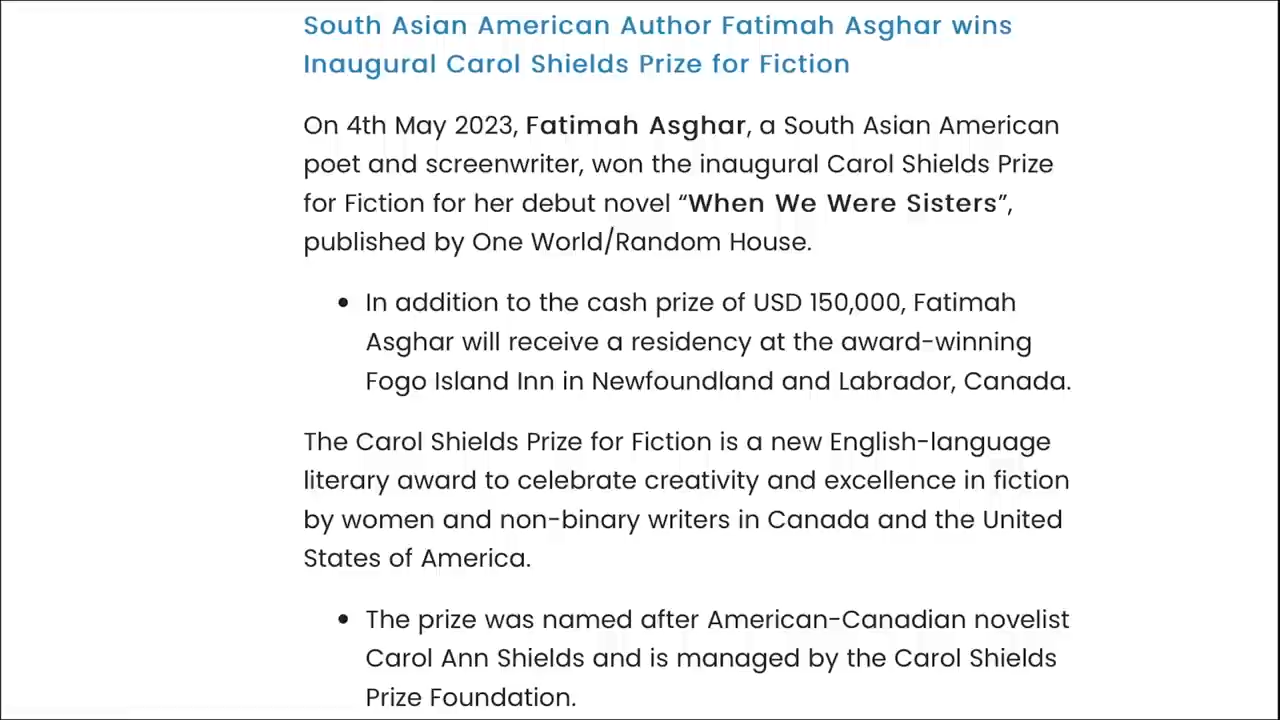 South Asian American Author Fatimah Asghar wins
Inaugural Carol Shields Prize for Fiction
On 4th May 2023, Fatimah Asghar, a South Asian American
poet and screenwriter, won the inaugural Carol Shields Prize
for Fiction for her debut novel “When We Were Sisters”,
published by One World/Random House.
• In addition to the cash prize of USD 150,000, Fatimah
Asghar will receive a residency at the award-winning
Fogo Island Inn in Newfoundland and Labrador, Canada.
The Carol Shields Prize for Fiction is a new English-language
literary award to celebrate creativity and excellence in fiction
by women and non-binary writers in Canada and the United
States of America.
• The prize was named after American-Canadian novelist
Carol Ann Shields and is managed by the Carol Shields
Prize Foundation.